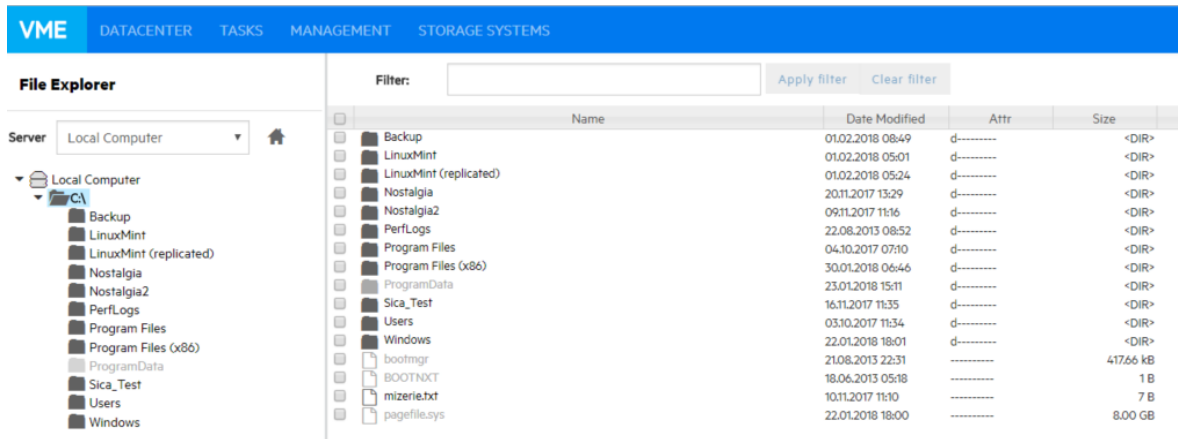 VME DATACENTER TASKS MANAGEMENT STORAGE SYSTEMS
File Explorer
Server Local Computer
Local Computer
C:\
Backup
LinuxMint
LinuxMint (replicated)
Nostalgia
Nostalgia2
PerfLogs
Program Files
Program Files (x86)
ProgramData
Sica_Test
Users
Windows
Filter: Apply filter Clear filter
Name Date Modified Attr Size
Backup 01.02.2018 08:49 d--------- <DIR>
LinuxMint 01.02.2018 05:01 d--------- <DIR>
LinuxMint (replicated) 01.02.2018 05:24 d--------- <DIR>
Nostalgia 20.11.2017 13:29 d--------- <DIR>
Nostalgia2 09.11.2017 11:16 d--------- <DIR>
PerfLogs 22.08.2013 08:52 d--------- <DIR>
Program Files 04.10.2017 07:10 d--------- <DIR>
Program Files (x86) 30.01.2018 06:46 d--------- <DIR>
ProgramData 23.01.2018 15:11 d--------- <DIR>
Sica_Test 16.11.2017 11:35 d--------- <DIR>
Users 03.10.2017 11:34 d--------- <DIR>
Windows 22.01.2018 18:01 d--------- <DIR>
bootmgr 21.08.2013 22:31 ---------- 417.66 kB
BOOTNXT 18.06.2013 05:18 ---------- 1 B
mizerie.txt 10.11.2017 11:10 ---------- 7 B
pagefile.sys 22.01.2018 18:00 ---------- 8.00 GB